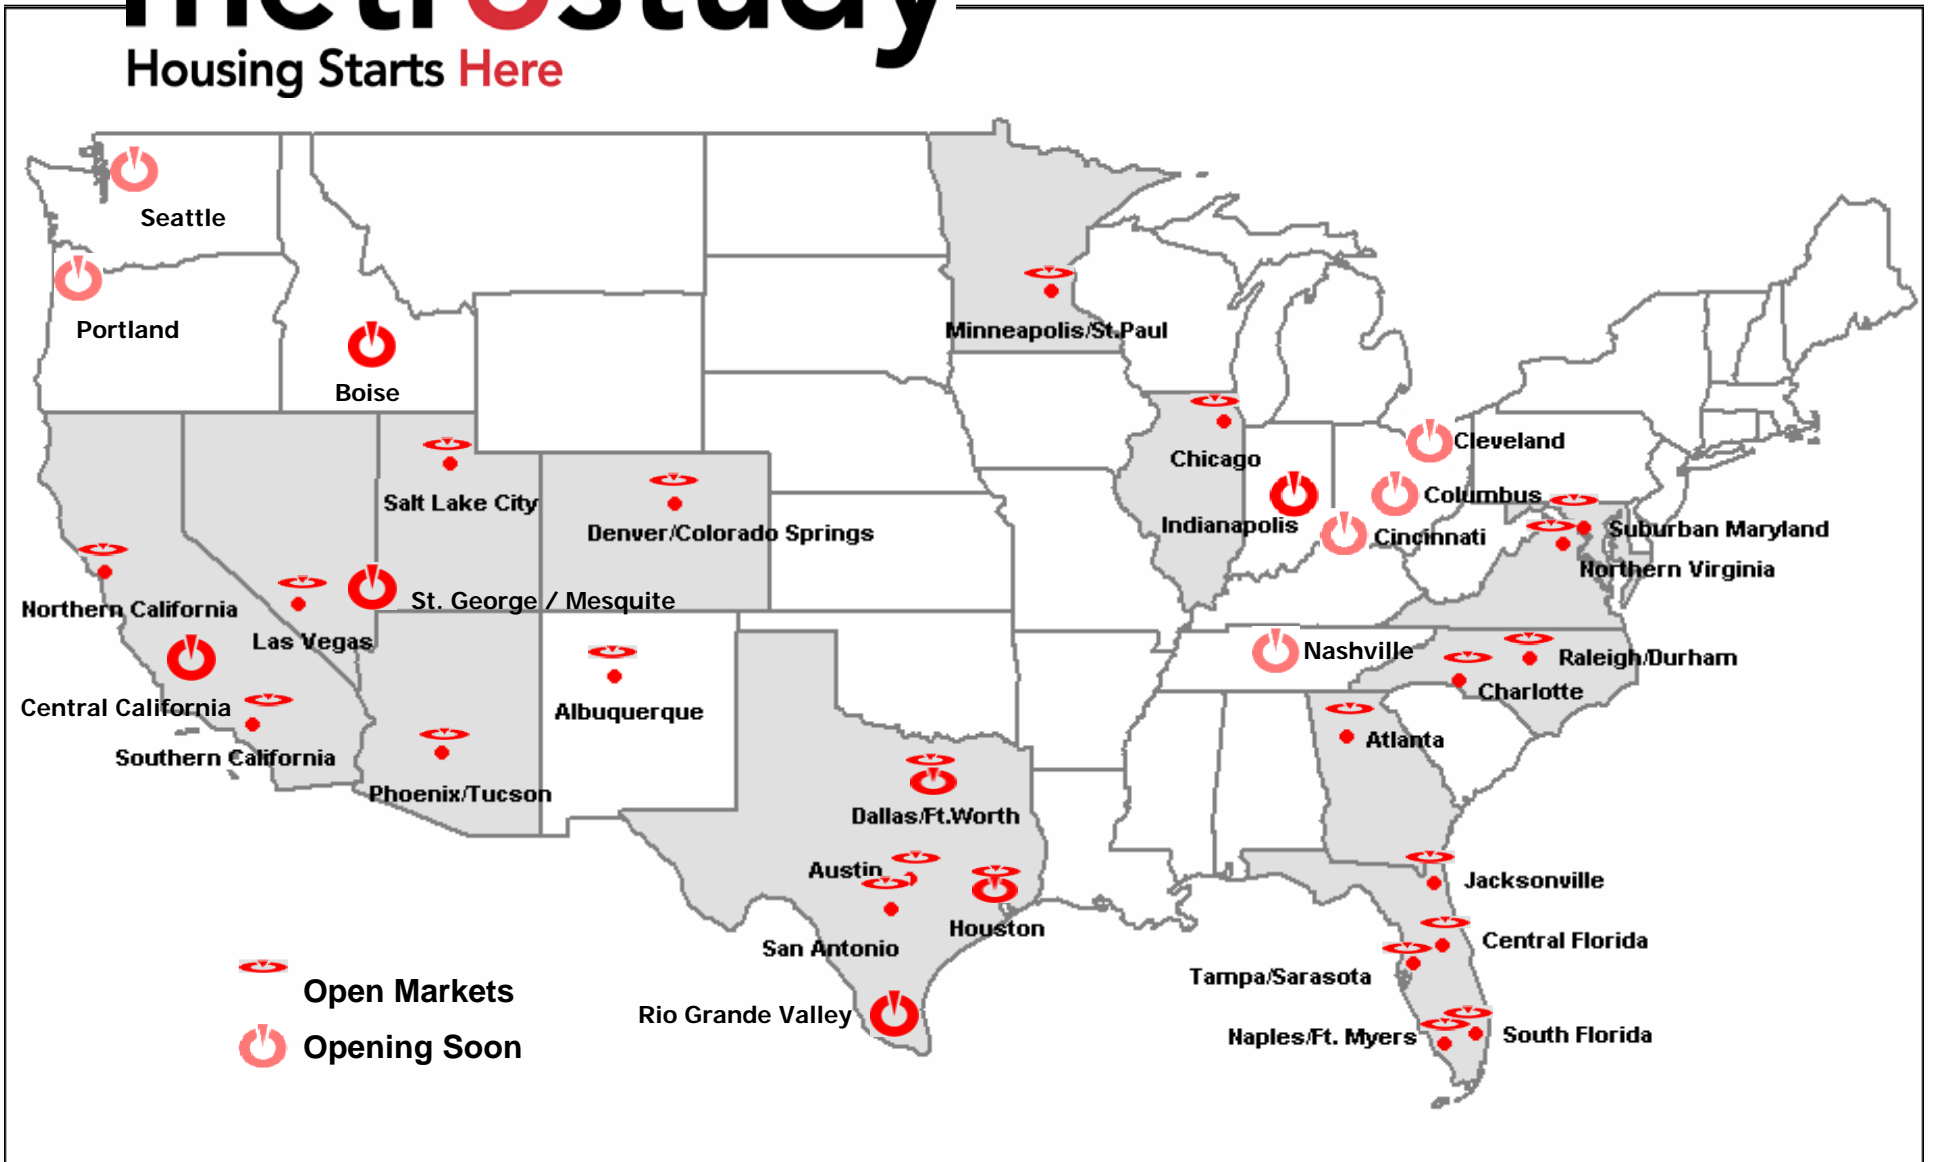 metrostudy
Housing Starts Here
Seattle
Portland
Boise
Minneapolis/St.Paul
Chicago
Cleveland
Salt Lake City
Columbus
Denver/Colorado Springs
Indianapolis
Cincinnati
Suburban Maryland
Northern Virginia
Northern California
St. George / Mesquite
Las Vegas
Nashville
Raleigh/Durham
Charlotte
Central California
Albuquerque
Southern California
Atlanta
Phoenix/Tucson
Dallas/Ft.Worth
Austin
Jacksonville
Houston
San Antonio
Central Florida
Tampa/Sarasota
Open Markets
Rio Grande Valley
Naples/Ft. Myers
South Florida
Opening Soon